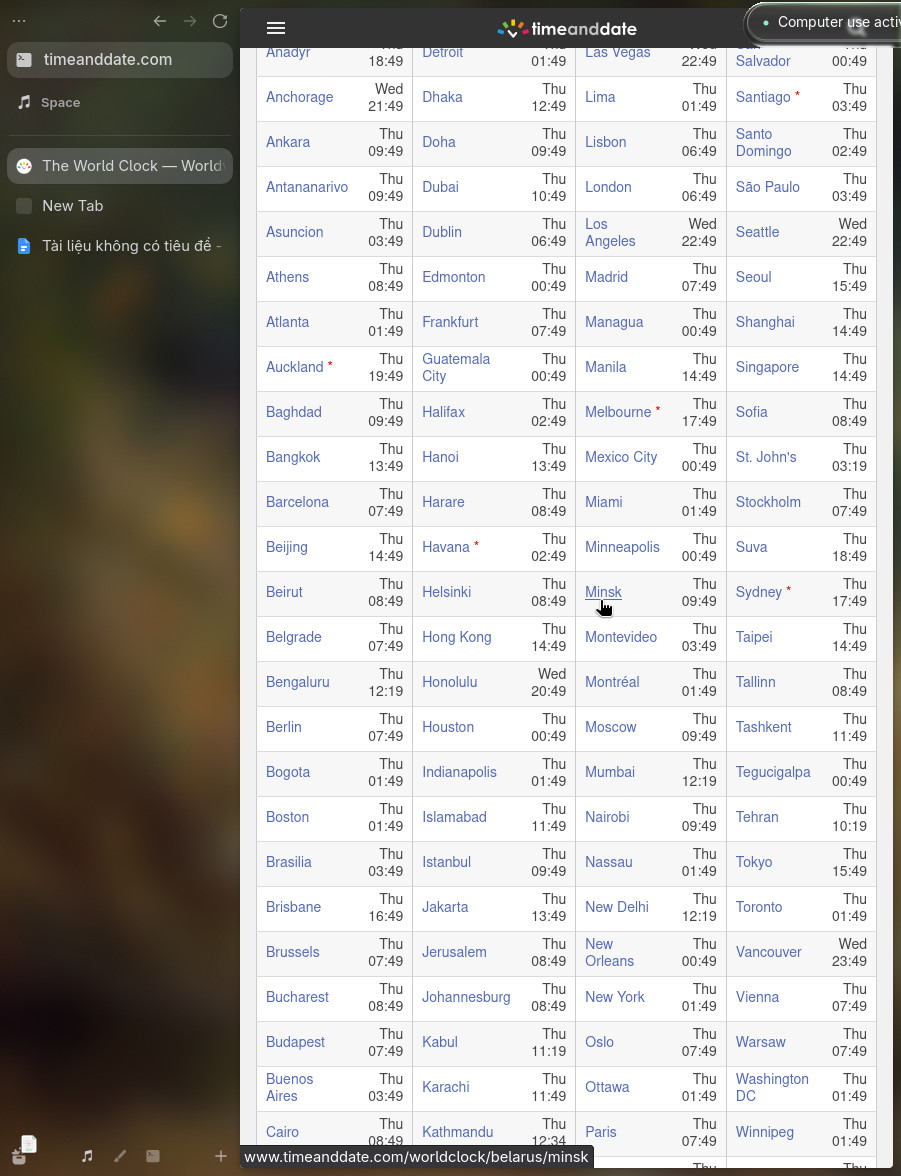 timeanddate.com
Space
The World Clock — World
New Tab
Tài liệu không có tiêu đề -
timeanddate
Computer use activ
Anadyr Thu 18:49 Detroit Thu 01:49 Las Vegas Wed 22:49 San Salvador Thu 00:49
Anchorage Wed 21:49 Dhaka Thu 12:49 Lima Thu 01:49 Santiago * Thu 03:49
Ankara Thu 09:49 Doha Thu 09:49 Lisbon Thu 06:49 Santo Domingo Thu 02:49
Antananarivo Thu 09:49 Dubai Thu 10:49 London Thu 06:49 São Paulo Thu 03:49
Asuncion Thu 03:49 Dublin Thu 06:49 Los Angeles Wed 22:49 Seattle Wed 22:49
Athens Thu 08:49 Edmonton Thu 00:49 Madrid Thu 07:49 Seoul Thu 15:49
Atlanta Thu 01:49 Frankfurt Thu 07:49 Managua Thu 00:49 Shanghai Thu 14:49
Auckland * Thu 19:49 Guatemala City Thu 00:49 Manila Thu 14:49 Singapore Thu 14:49
Baghdad Thu 09:49 Halifax Thu 02:49 Melbourne * Thu 17:49 Sofia Thu 08:49
Bangkok Thu 13:49 Hanoi Thu 13:49 Mexico City Thu 00:49 St. John's Thu 03:19
Barcelona Thu 07:49 Harare Thu 08:49 Miami Thu 01:49 Stockholm Thu 07:49
Beijing Thu 14:49 Havana * Thu 02:49 Minneapolis Thu 00:49 Suva Thu 18:49
Beirut Thu 08:49 Helsinki Thu 08:49 Minsk Thu 09:49 Sydney * Thu 17:49
Belgrade Thu 07:49 Hong Kong Thu 14:49 Montevideo Thu 03:49 Taipei Thu 14:49
Bengaluru Thu 12:19 Honolulu Wed 20:49 Montréal Thu 01:49 Tallinn Thu 08:49
Berlin Thu 07:49 Houston Thu 00:49 Moscow Thu 09:49 Tashkent Thu 11:49
Bogota Thu 01:49 Indianapolis Thu 01:49 Mumbai Thu 12:19 Tegucigalpa Thu 00:49
Boston Thu 01:49 Islamabad Thu 11:49 Nairobi Thu 09:49 Tehran Thu 10:19
Brasilia Thu 03:49 Istanbul Thu 09:49 Nassau Thu 01:49 Tokyo Thu 15:49
Brisbane Thu 16:49 Jakarta Thu 13:49 New Delhi Thu 12:19 Toronto Thu 01:49
Brussels Thu 07:49 Jerusalem Thu 08:49 New Orleans Thu 00:49 Vancouver Wed 23:49
Bucharest Thu 08:49 Johannesburg Thu 08:49 New York Thu 01:49 Vienna Thu 07:49
Budapest Thu 07:49 Kabul Thu 11:19 Oslo Thu 07:49 Warsaw Thu 07:49
Buenos Aires Thu 03:49 Karachi Thu 11:49 Ottawa Thu 01:49 Washington DC Thu 01:49
Cairo Thu 08:49 Kathmandu Thu 12:34 Paris Thu 07:49 Winnipeg Thu 01:49
Thu Thu
www.timeanddate.com/worldclock/belarus/minsk